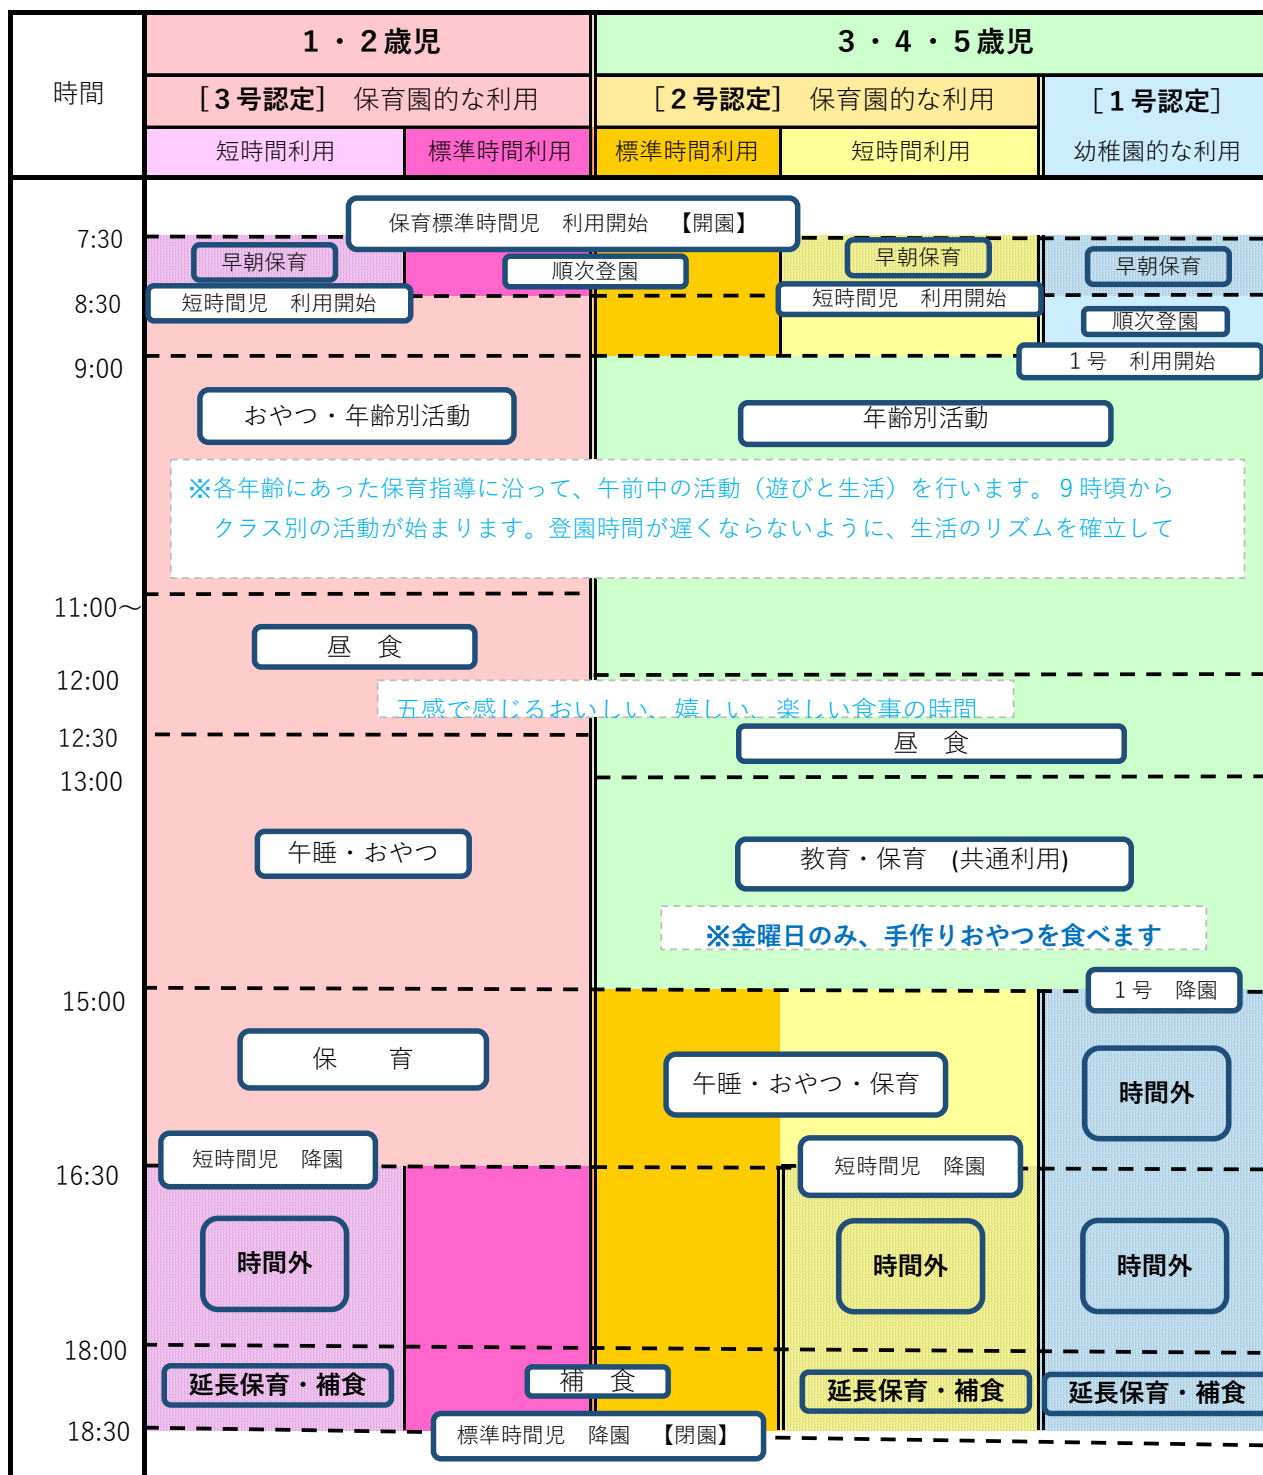 時間
１・２歳児
３・４・５歳児
［３号認定］　保育園的な利用
［２号認定］　保育園的な利用
［１号認定］
幼稚園的な利用
短時間利用
標準時間利用
標準時間利用
短時間利用
保育標準時間児　利用開始　【開園】
7:30
早朝保育
順次登園
早朝保育
早朝保育
8:30
短時間児　利用開始
短時間児　利用開始
順次登園
9:00
１号　利用開始
おやつ・年齢別活動
年齢別活動
※各年齢にあった保育指導に沿って、午前中の活動（遊びと生活）を行います。９時頃から
クラス別の活動が始まります。登園時間が遅くならないように、生活のリズムを確立して
11:00～
昼　食
12:00
五感で感じるおいしい、嬉しい、楽しい食事の時間
12:30
昼　食
13:00
午睡・おやつ
教育・保育　(共通利用)
※金曜日のみ、手作りおやつを食べます
15:00
１号　降園
保　　育
午睡・おやつ・保育
時間外
短時間児　降園
短時間児　降園
16:30
時間外
時間外
時間外
18:00
延長保育・補食
補　食
延長保育・補食
延長保育・補食
18:30
標準時間児　降園　【閉園】